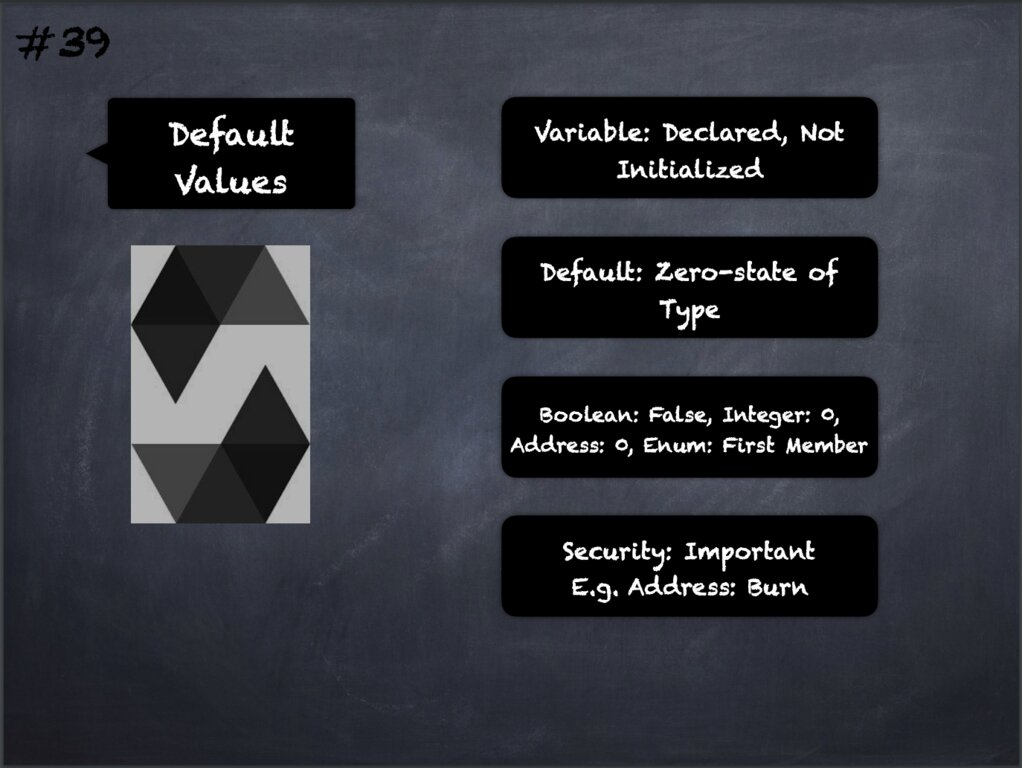 #39
Default
Values
Variable: Declared, Not
Initialized
Default: Zero-state of
Type
Boolean: False, Integer: 0,
Address: 0, Enum: First Member
Security: Important
E.g. Address: Burn